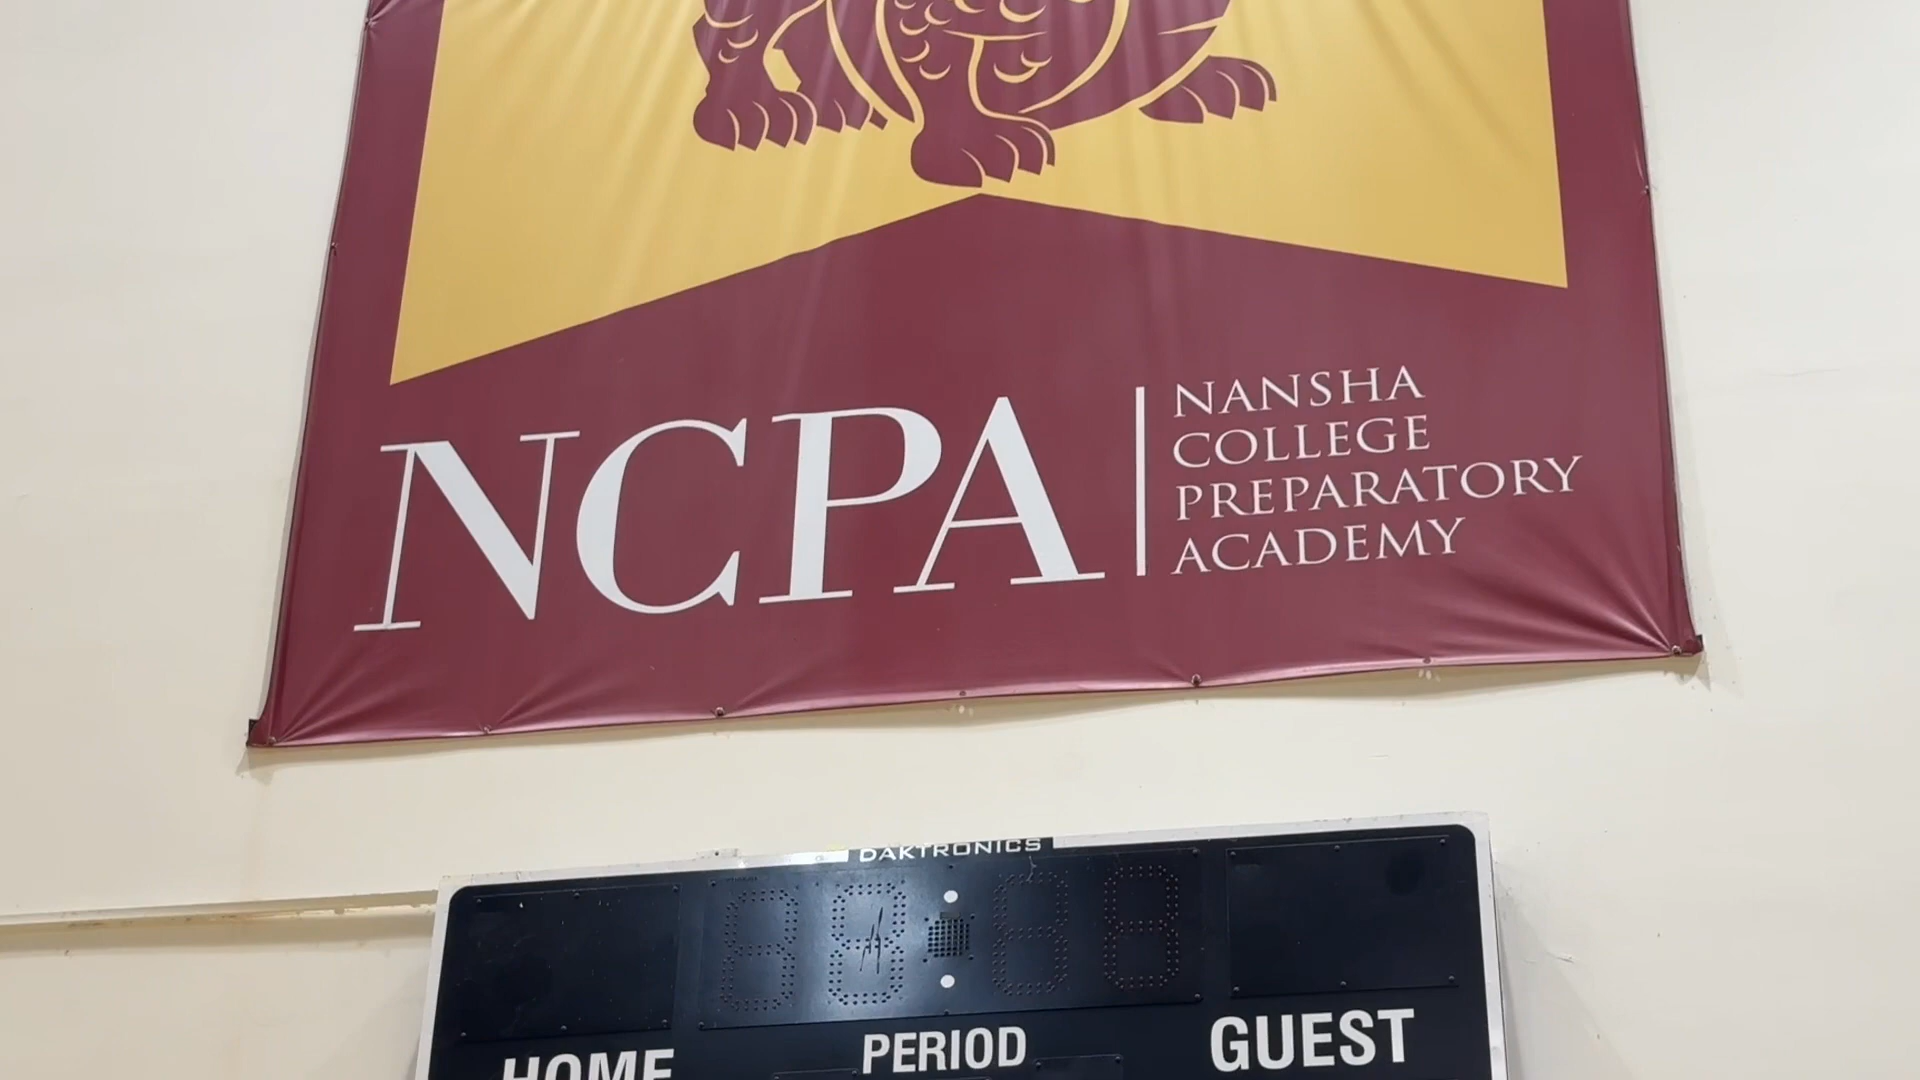 NCPA
NANSHA
COLLEGE
PREPARATORY
ACADEMY
DAKTRONICS
HOME
PERIOD
GUEST